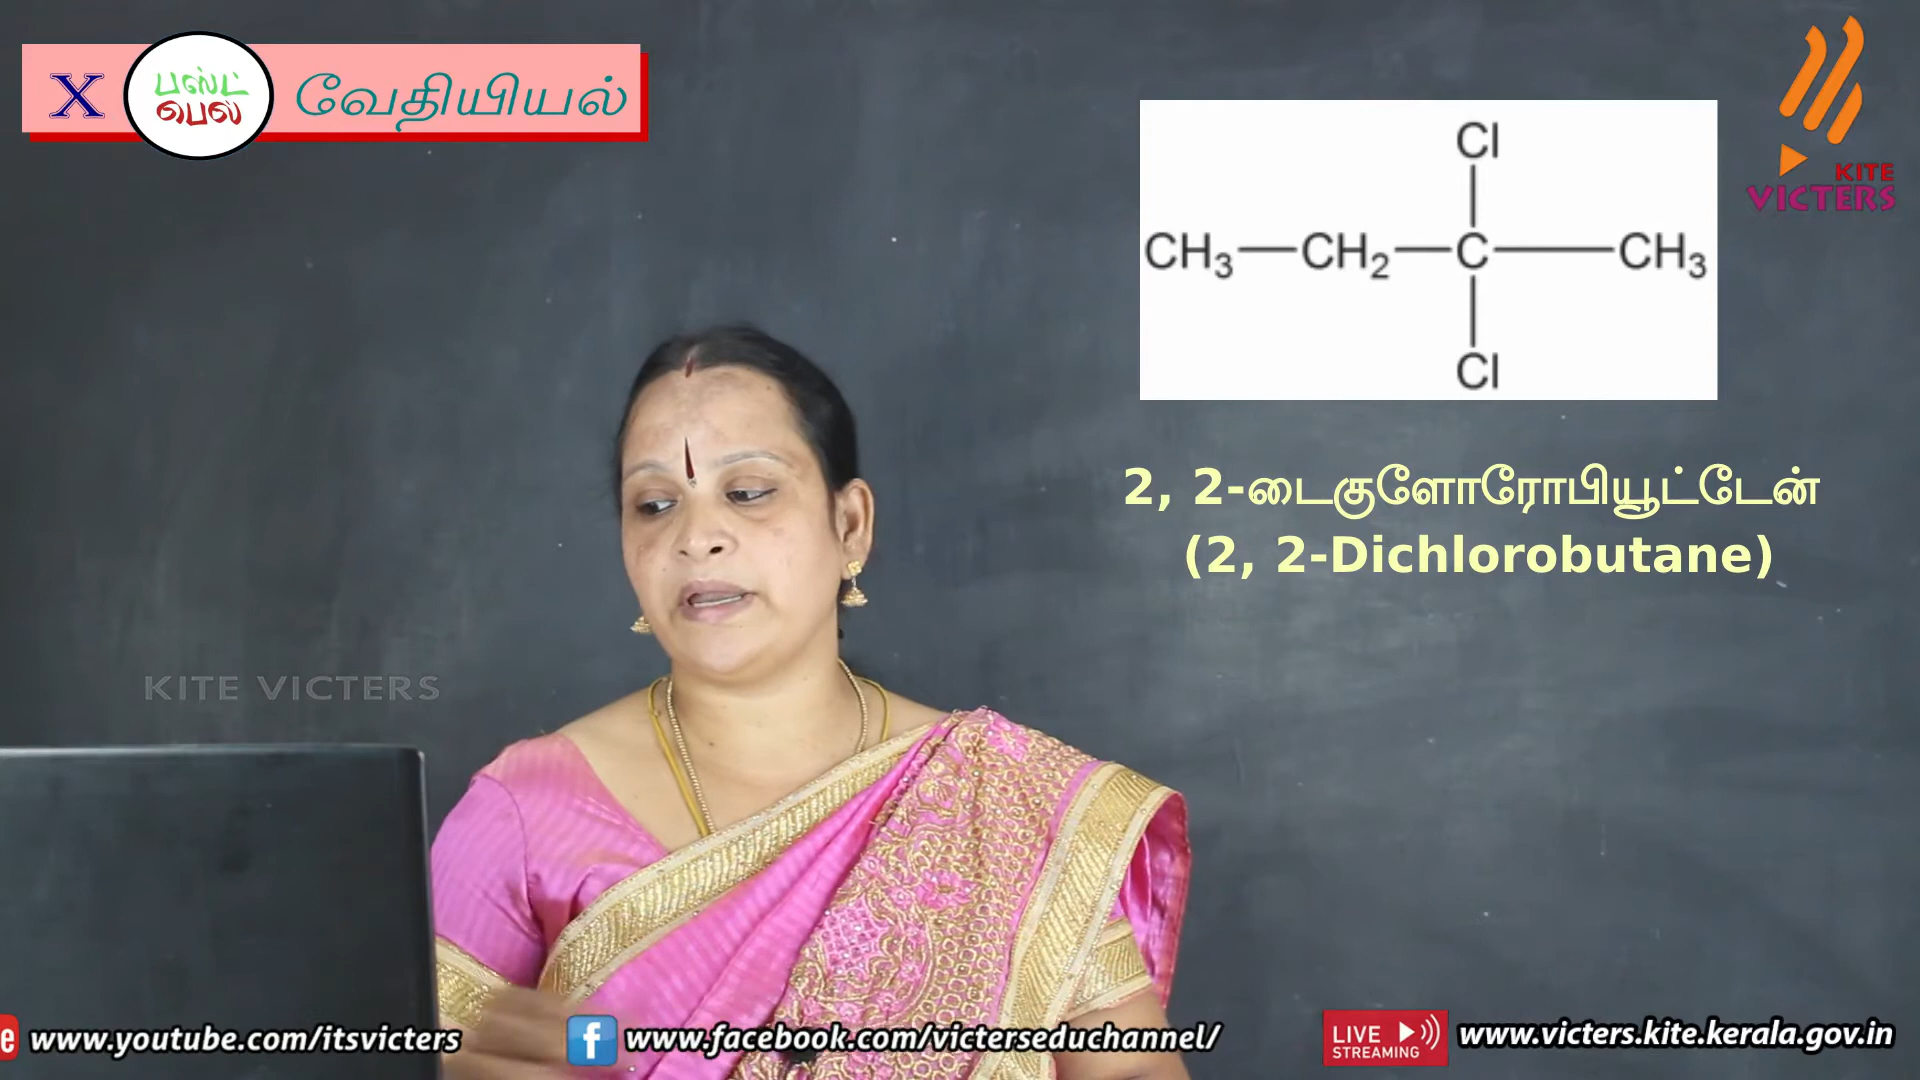 X பஸ்ட் பெல் வேதியியல்
KITE VICTERS
Cl
CH3—CH2—C—CH3
Cl
2, 2-டைகுளோரோபியூட்டேன்
(2, 2-Dichlorobutane)
KITE VICTERS
e www.youtube.com/itsvicters
f www.facebook.com/victerseduchannel/
LIVE STREAMING www.victers.kite.kerala.gov.in